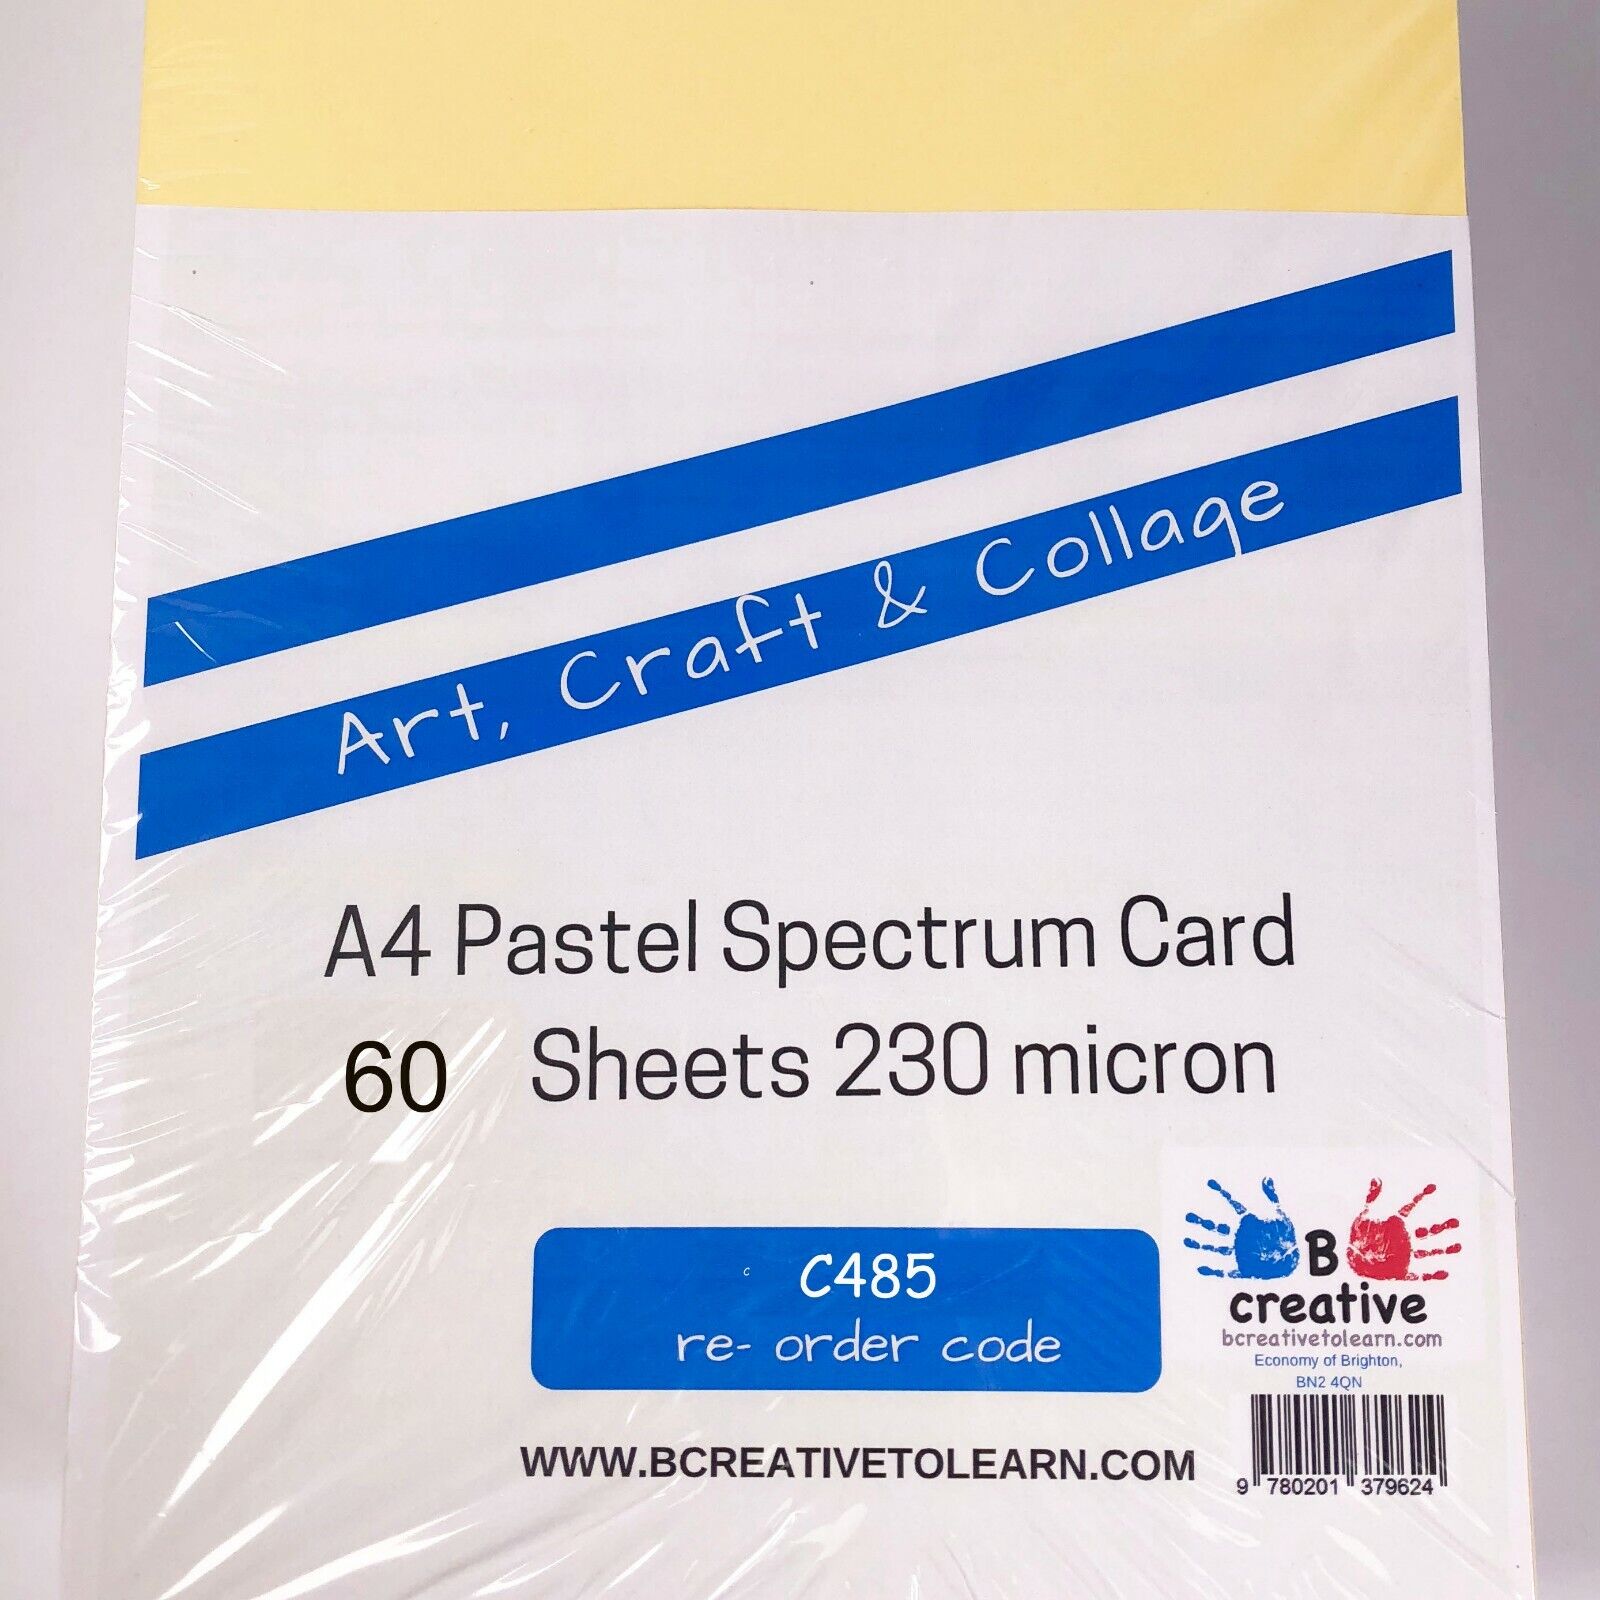 Art, Craft & Collage
A4 Pastel Spectrum Card
60 Sheets 230 micron
c C485
re- order code
B
creative
bcreativetolearn.com
Economy of Brighton,
BN2 4QN
WWW.BCREATIVETOLEARN.COM
9 780201 379624